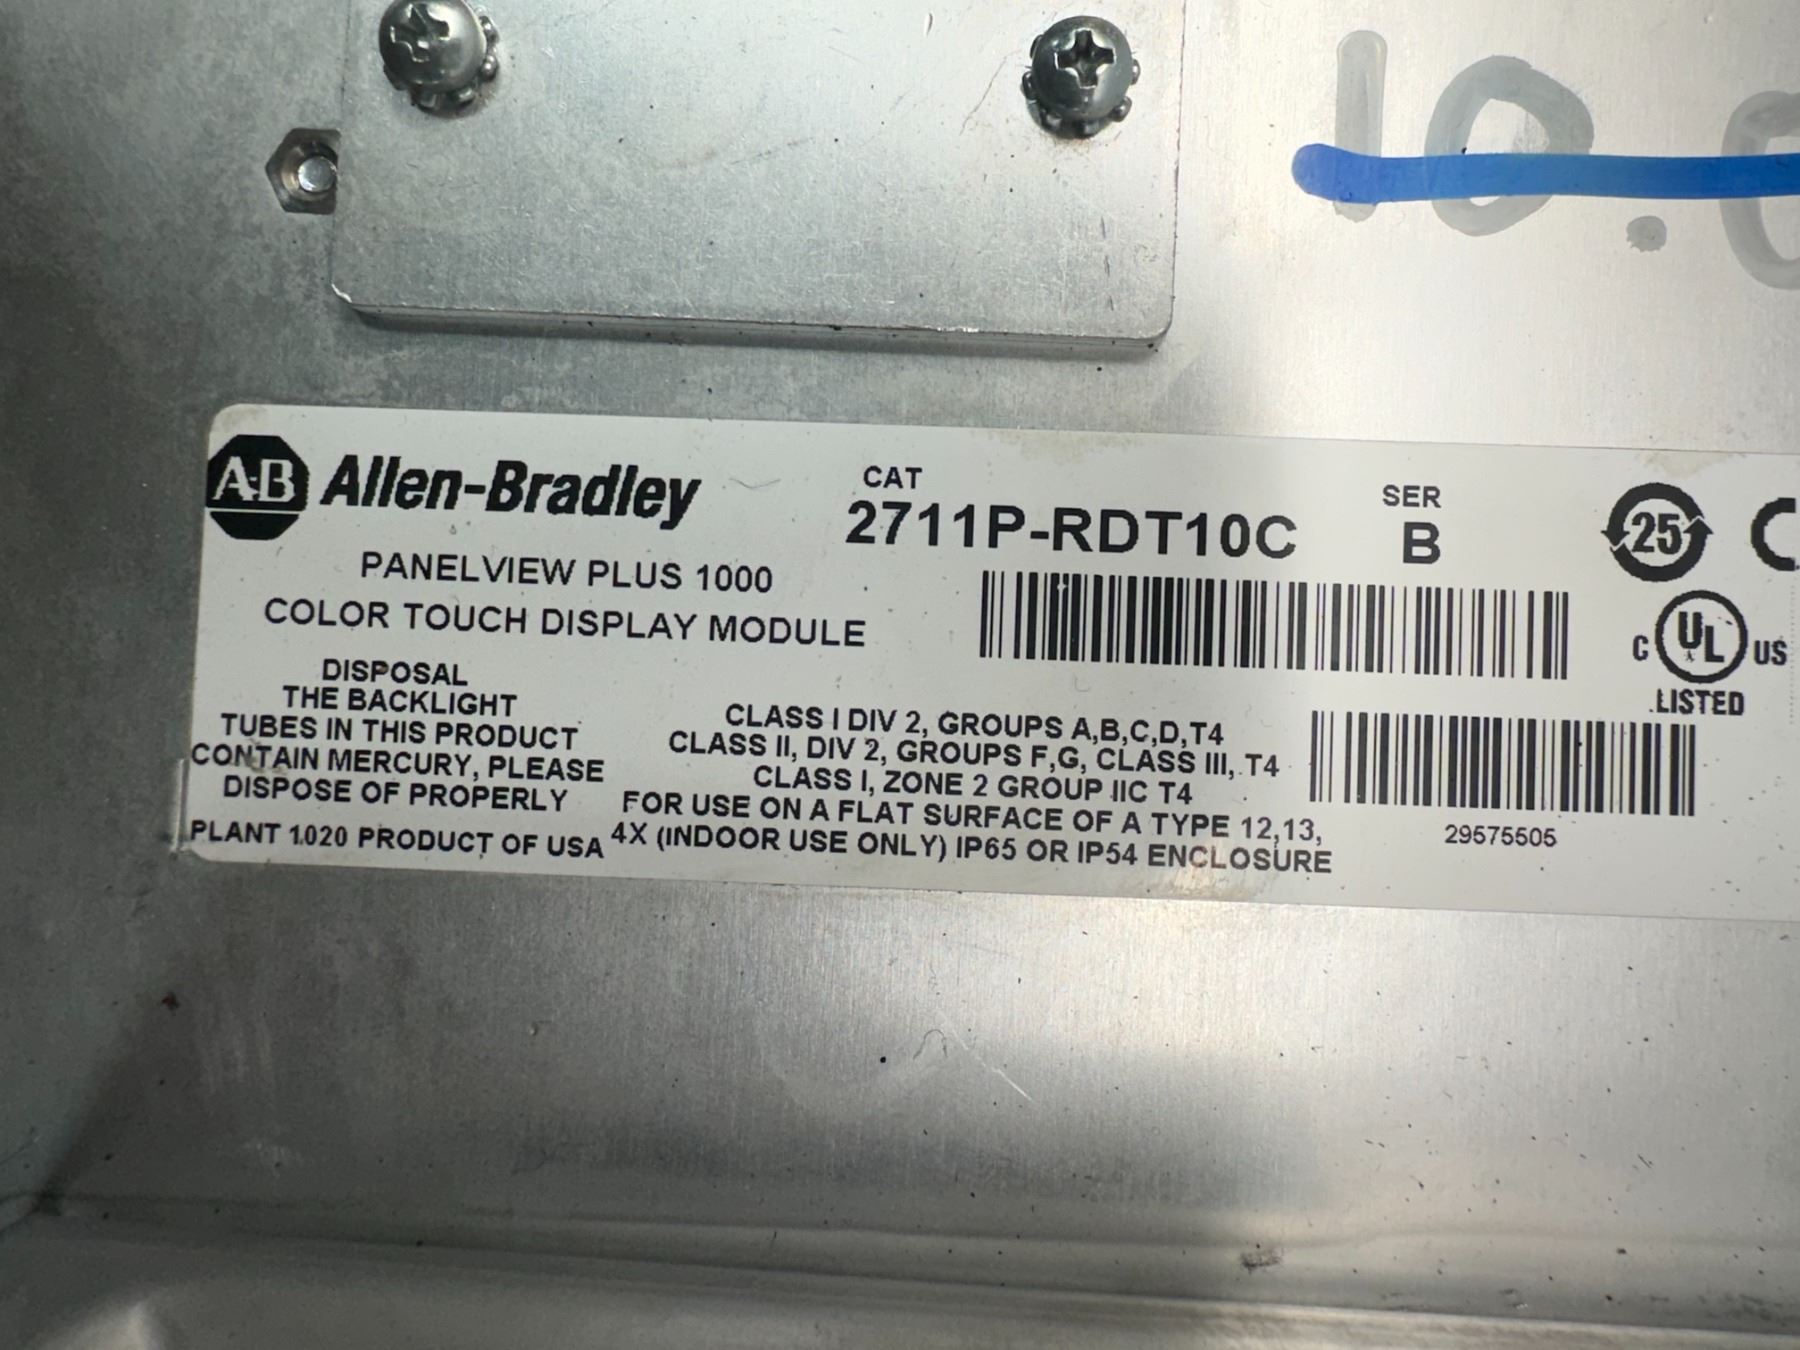 10.0
A-B Allen-Bradley
PANELVIEW PLUS 1000
COLOR TOUCH DISPLAY MODULE
CAT
2711P-RDT10C
SER
B
25
C
C UL US
LISTED
DISPOSAL
THE BACKLIGHT
TUBES IN THIS PRODUCT
CONTAIN MERCURY, PLEASE
DISPOSE OF PROPERLY
PLANT 1020 PRODUCT OF USA
CLASS I DIV 2, GROUPS A,B,C,D,T4
CLASS II, DIV 2, GROUPS F,G, CLASS III, T4
CLASS I, ZONE 2 GROUP IIC T4
FOR USE ON A FLAT SURFACE OF A TYPE 12,13,
4X (INDOOR USE ONLY) IP65 OR IP54 ENCLOSURE
29575505